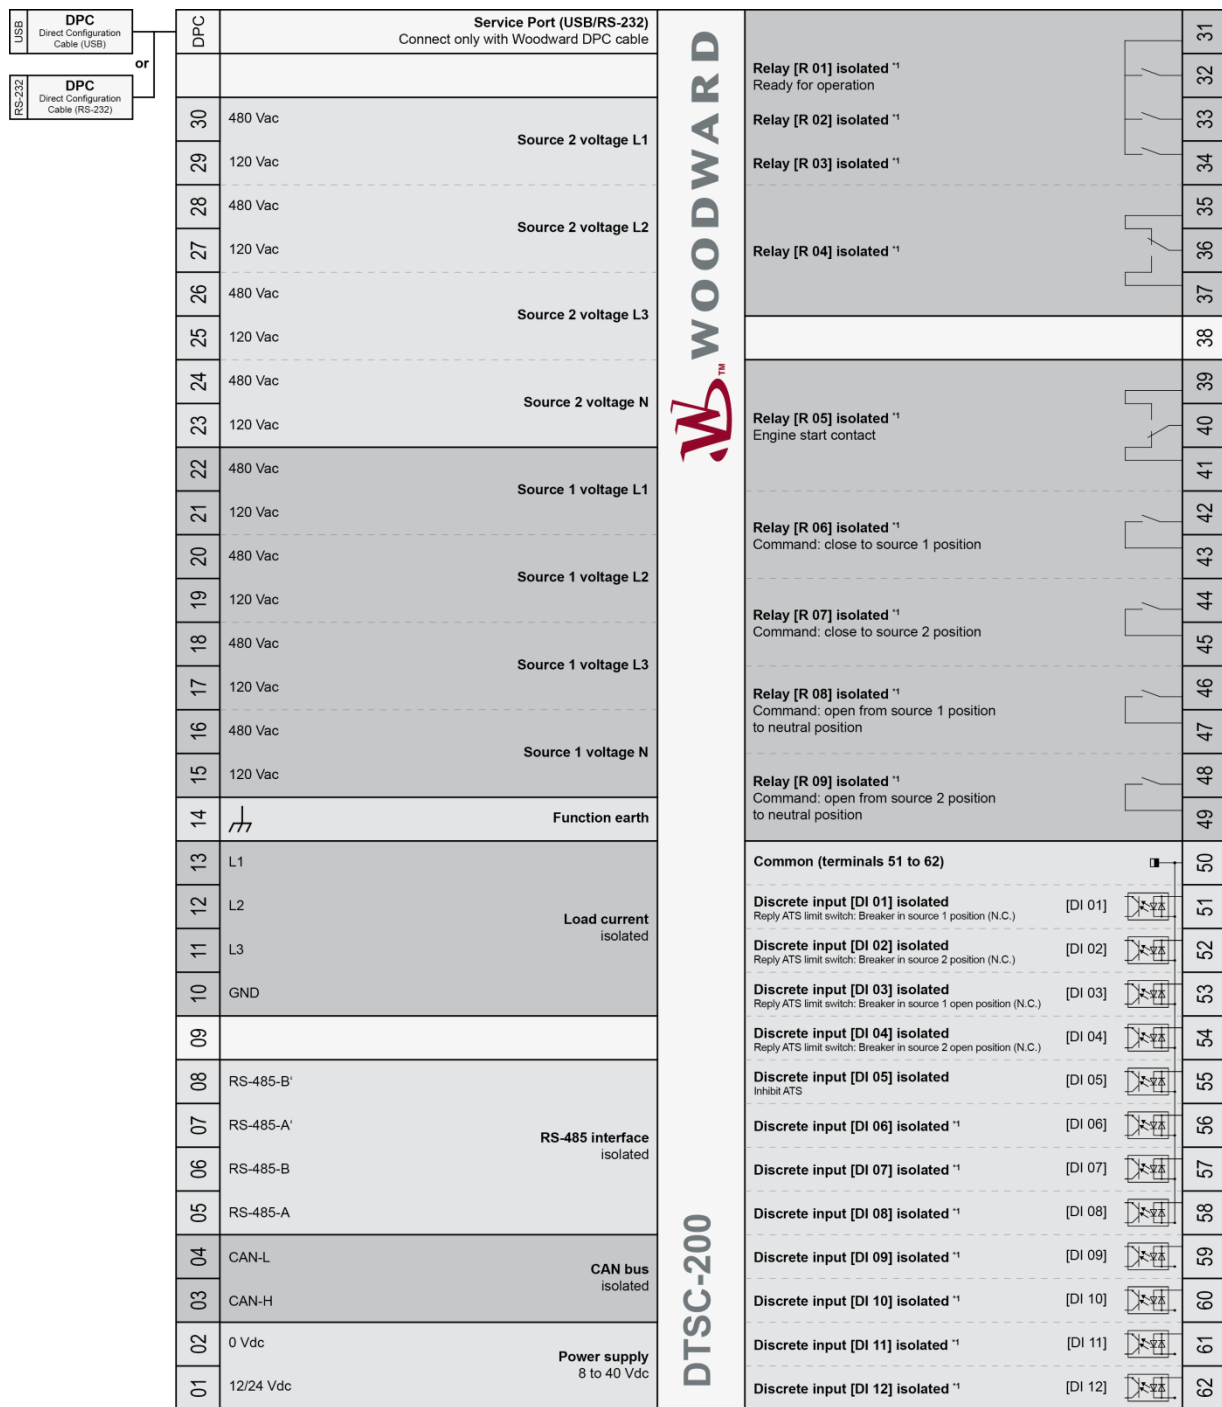 USB
DPC
Direct Configuration
Cable (USB)
or
RS-232
DPC
Direct Configuration
Cable (RS-232)
DPC
Service Port (USB/RS-232)
Connect only with Woodward DPC cable
30
480 Vac
Source 2 voltage L1
29
120 Vac
28
480 Vac
Source 2 voltage L2
27
120 Vac
26
480 Vac
Source 2 voltage L3
25
120 Vac
24
480 Vac
Source 2 voltage N
23
120 Vac
22
480 Vac
Source 1 voltage L1
21
120 Vac
20
480 Vac
Source 1 voltage L2
19
120 Vac
18
480 Vac
Source 1 voltage L3
17
120 Vac
16
480 Vac
Source 1 voltage N
15
120 Vac
14
Function earth
13
L1
12
L2
Load current
isolated
11
L3
10
GND
09
08
RS-485-B'
07
RS-485-A'
RS-485 interface
isolated
06
RS-485-B
05
RS-485-A
04
CAN-L
CAN bus
isolated
03
CAN-H
02
0 Vdc
Power supply
8 to 40 Vdc
01
12/24 Vdc
WOODWARD
W
TM
DTSC-200
31
Relay [R 01] isolated *1
Ready for operation
32
Relay [R 02] isolated *1
33
Relay [R 03] isolated *1
34
35
Relay [R 04] isolated *1
36
37
38
39
Relay [R 05] isolated *1
Engine start contact
40
41
42
Relay [R 06] isolated *1
Command: close to source 1 position
43
44
Relay [R 07] isolated *1
Command: close to source 2 position
45
46
Relay [R 08] isolated *1
Command: open from source 1 position
to neutral position
47
48
Relay [R 09] isolated *1
Command: open from source 2 position
to neutral position
49
Common (terminals 51 to 62)
50
Discrete input [DI 01] isolated
Reply ATS limit switch: Breaker in source 1 position (N.C.)
[DI 01]
51
Discrete input [DI 02] isolated
Reply ATS limit switch: Breaker in source 2 position (N.C.)
[DI 02]
52
Discrete input [DI 03] isolated
Reply ATS limit switch: Breaker in source 1 open position (N.C.)
[DI 03]
53
Discrete input [DI 04] isolated
Reply ATS limit switch: Breaker in source 2 open position (N.C.)
[DI 04]
54
Discrete input [DI 05] isolated
Inhibit ATS
[DI 05]
55
Discrete input [DI 06] isolated *1
[DI 06]
56
Discrete input [DI 07] isolated *1
[DI 07]
57
Discrete input [DI 08] isolated *1
[DI 08]
58
Discrete input [DI 09] isolated *1
[DI 09]
59
Discrete input [DI 10] isolated *1
[DI 10]
60
Discrete input [DI 11] isolated *1
[DI 11]
61
Discrete input [DI 12] isolated *1
[DI 12]
62